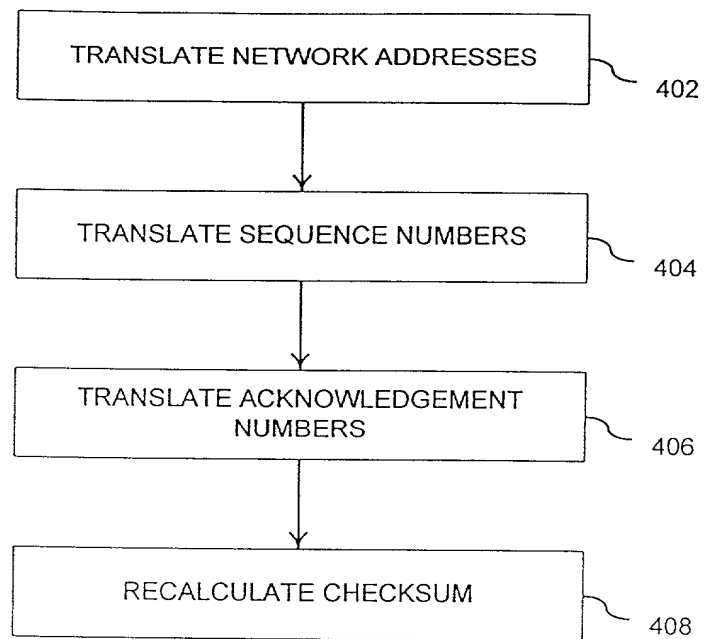 TRANSLATE NETWORK ADDRESSES
402
TRANSLATE SEQUENCE NUMBERS
404
TRANSLATE ACKNOWLEDGEMENT
NUMBERS
406
RECALCULATE CHECKSUM
408